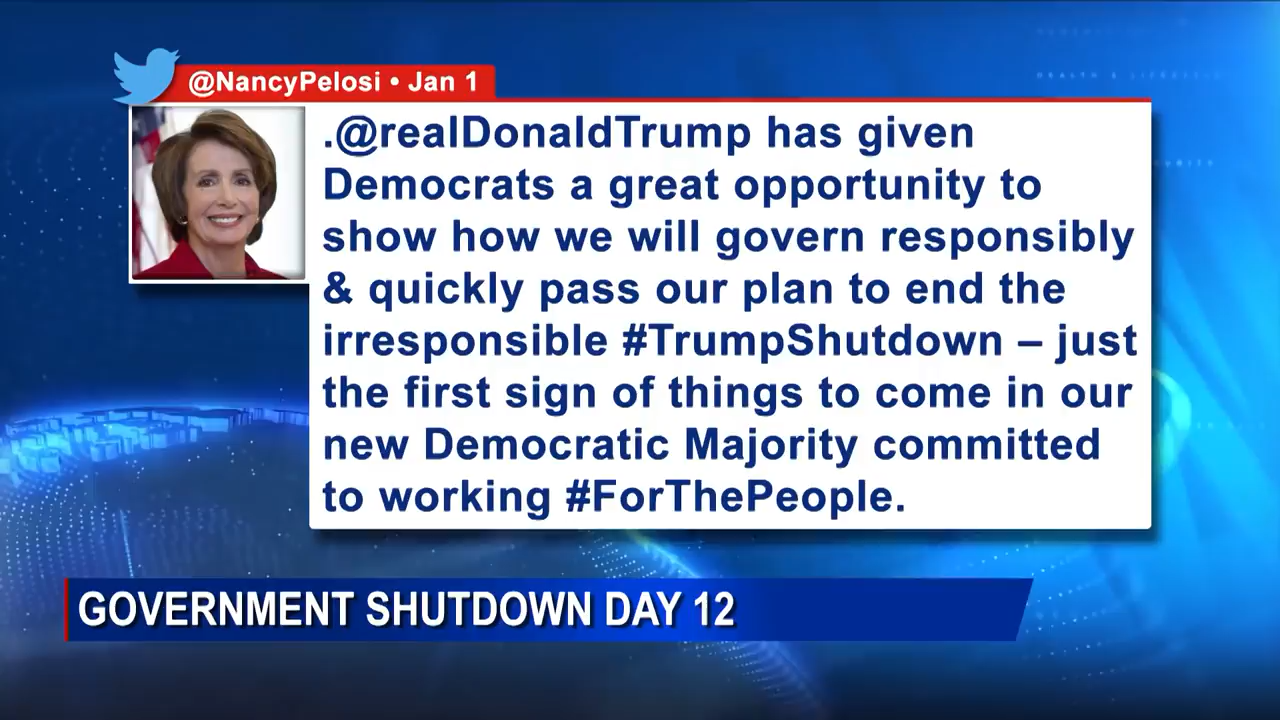 @NancyPelosi • Jan 1
.@realDonaldTrump has given
Democrats a great opportunity to
show how we will govern responsibly
& quickly pass our plan to end the
irresponsible #TrumpShutdown – just
the first sign of things to come in our
new Democratic Majority committed
to working #ForThePeople.
GOVERNMENT SHUTDOWN DAY 12